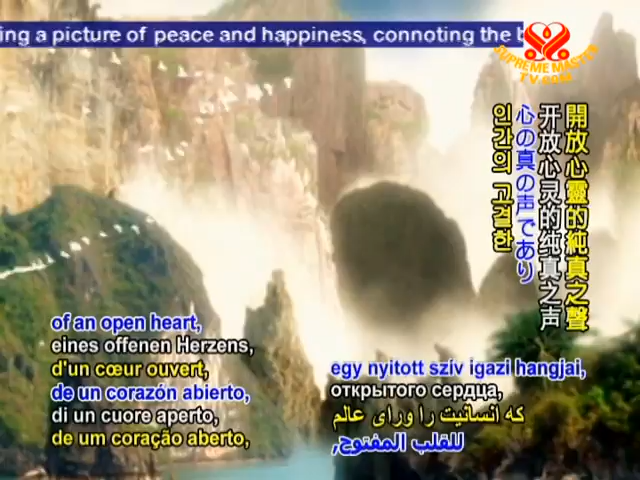 ing a picture of peace and happiness, connoting the b
SUPREME MASTER
TV.COM
開放心靈的純真之聲
开放心灵的纯真之声
心の真の声であり
인간의 고결한
of an open heart,
eines offenen Herzens,
d'un cœur ouvert,
de un corazón abierto,
di un cuore aperto,
de um coração aberto,
egy nyitott szív igazi hangjai,
открытого сердца,
که انسانیت را ورای عالم
للقلب المفتوح,